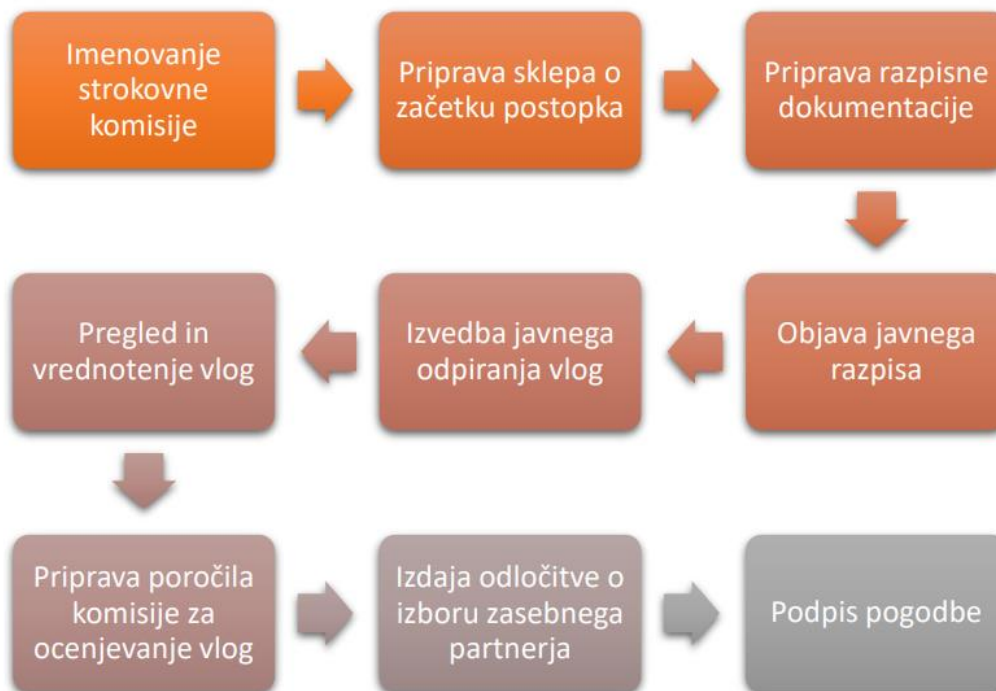 Imenovanje
strokovne
komisije
Priprava sklepa o
začetku postopka
Priprava razpisne
dokumentacije
Objava javnega
razpisa
Izvedba javnega
odpiranja vlog
Pregled in
vrednotenje vlog
Priprava poročila
komisije za
ocenjevanje vlog
Izdaja odločitve o
izboru zasebnega
partnerja
Podpis pogodbe